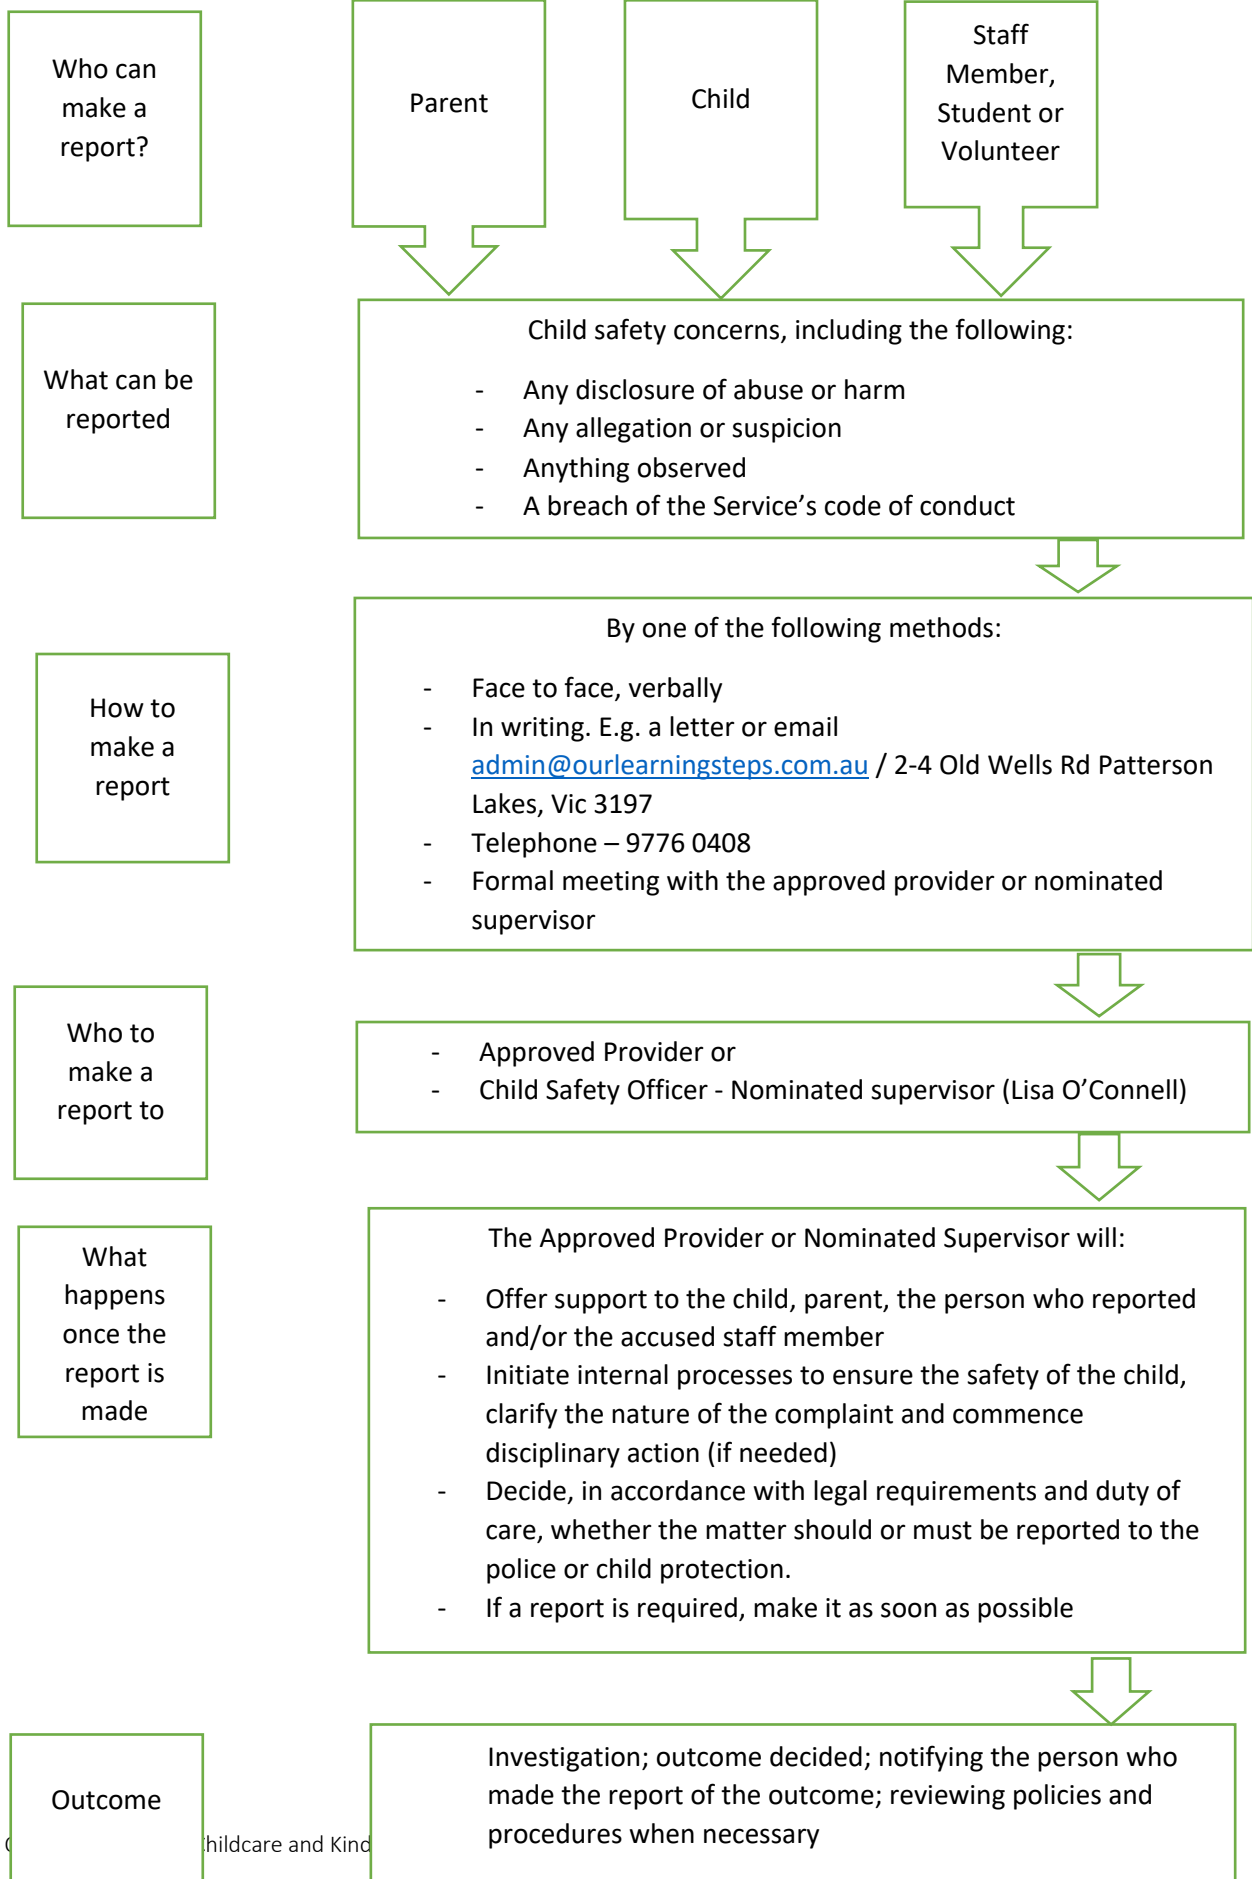 Who can
make a
report?
Parent
Child
Staff
Member,
Student or
Volunteer
What can be
reported
Child safety concerns, including the following:
- Any disclosure of abuse or harm
- Any allegation or suspicion
- Anything observed
- A breach of the Service’s code of conduct
How to
make a
report
By one of the following methods:
- Face to face, verbally
- In writing. E.g. a letter or email
admin@ourlearningsteps.com.au / 2-4 Old Wells Rd Patterson
Lakes, Vic 3197
- Telephone – 9776 0408
- Formal meeting with the approved provider or nominated
supervisor
Who to
make a
report to
- Approved Provider or
- Child Safety Officer - Nominated supervisor (Lisa O’Connell)
What
happens
once the
report is
made
The Approved Provider or Nominated Supervisor will:
- Offer support to the child, parent, the person who reported
and/or the accused staff member
- Initiate internal processes to ensure the safety of the child,
clarify the nature of the complaint and commence
disciplinary action (if needed)
- Decide, in accordance with legal requirements and duty of
care, whether the matter should or must be reported to the
police or child protection.
- If a report is required, make it as soon as possible
Outcome
Investigation; outcome decided; notifying the person who
made the report of the outcome; reviewing policies and
procedures when necessary
and